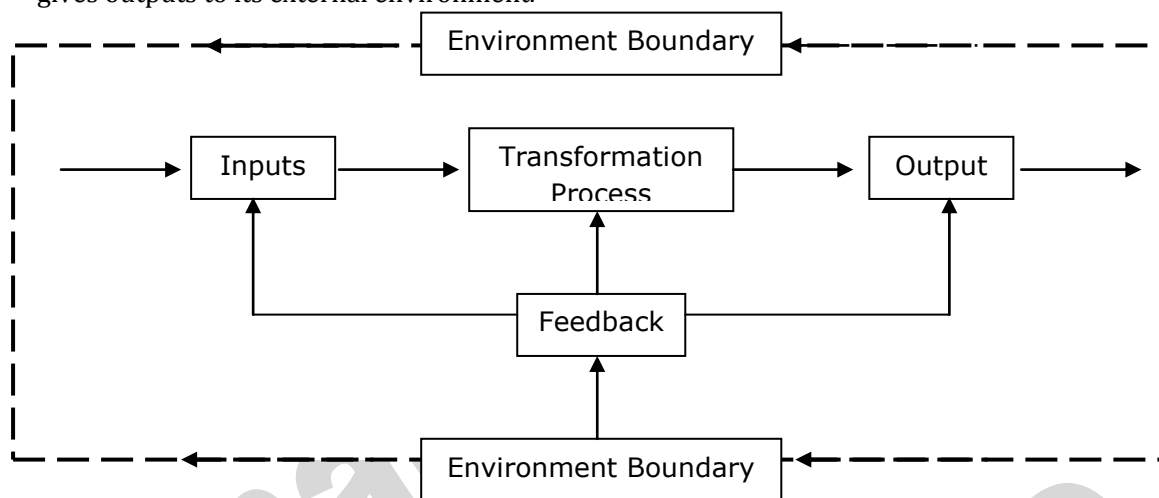 gives outputs to its external environment.
Environment Boundary
Inputs
Transformation
Process
Output
Feedback
Environment Boundary